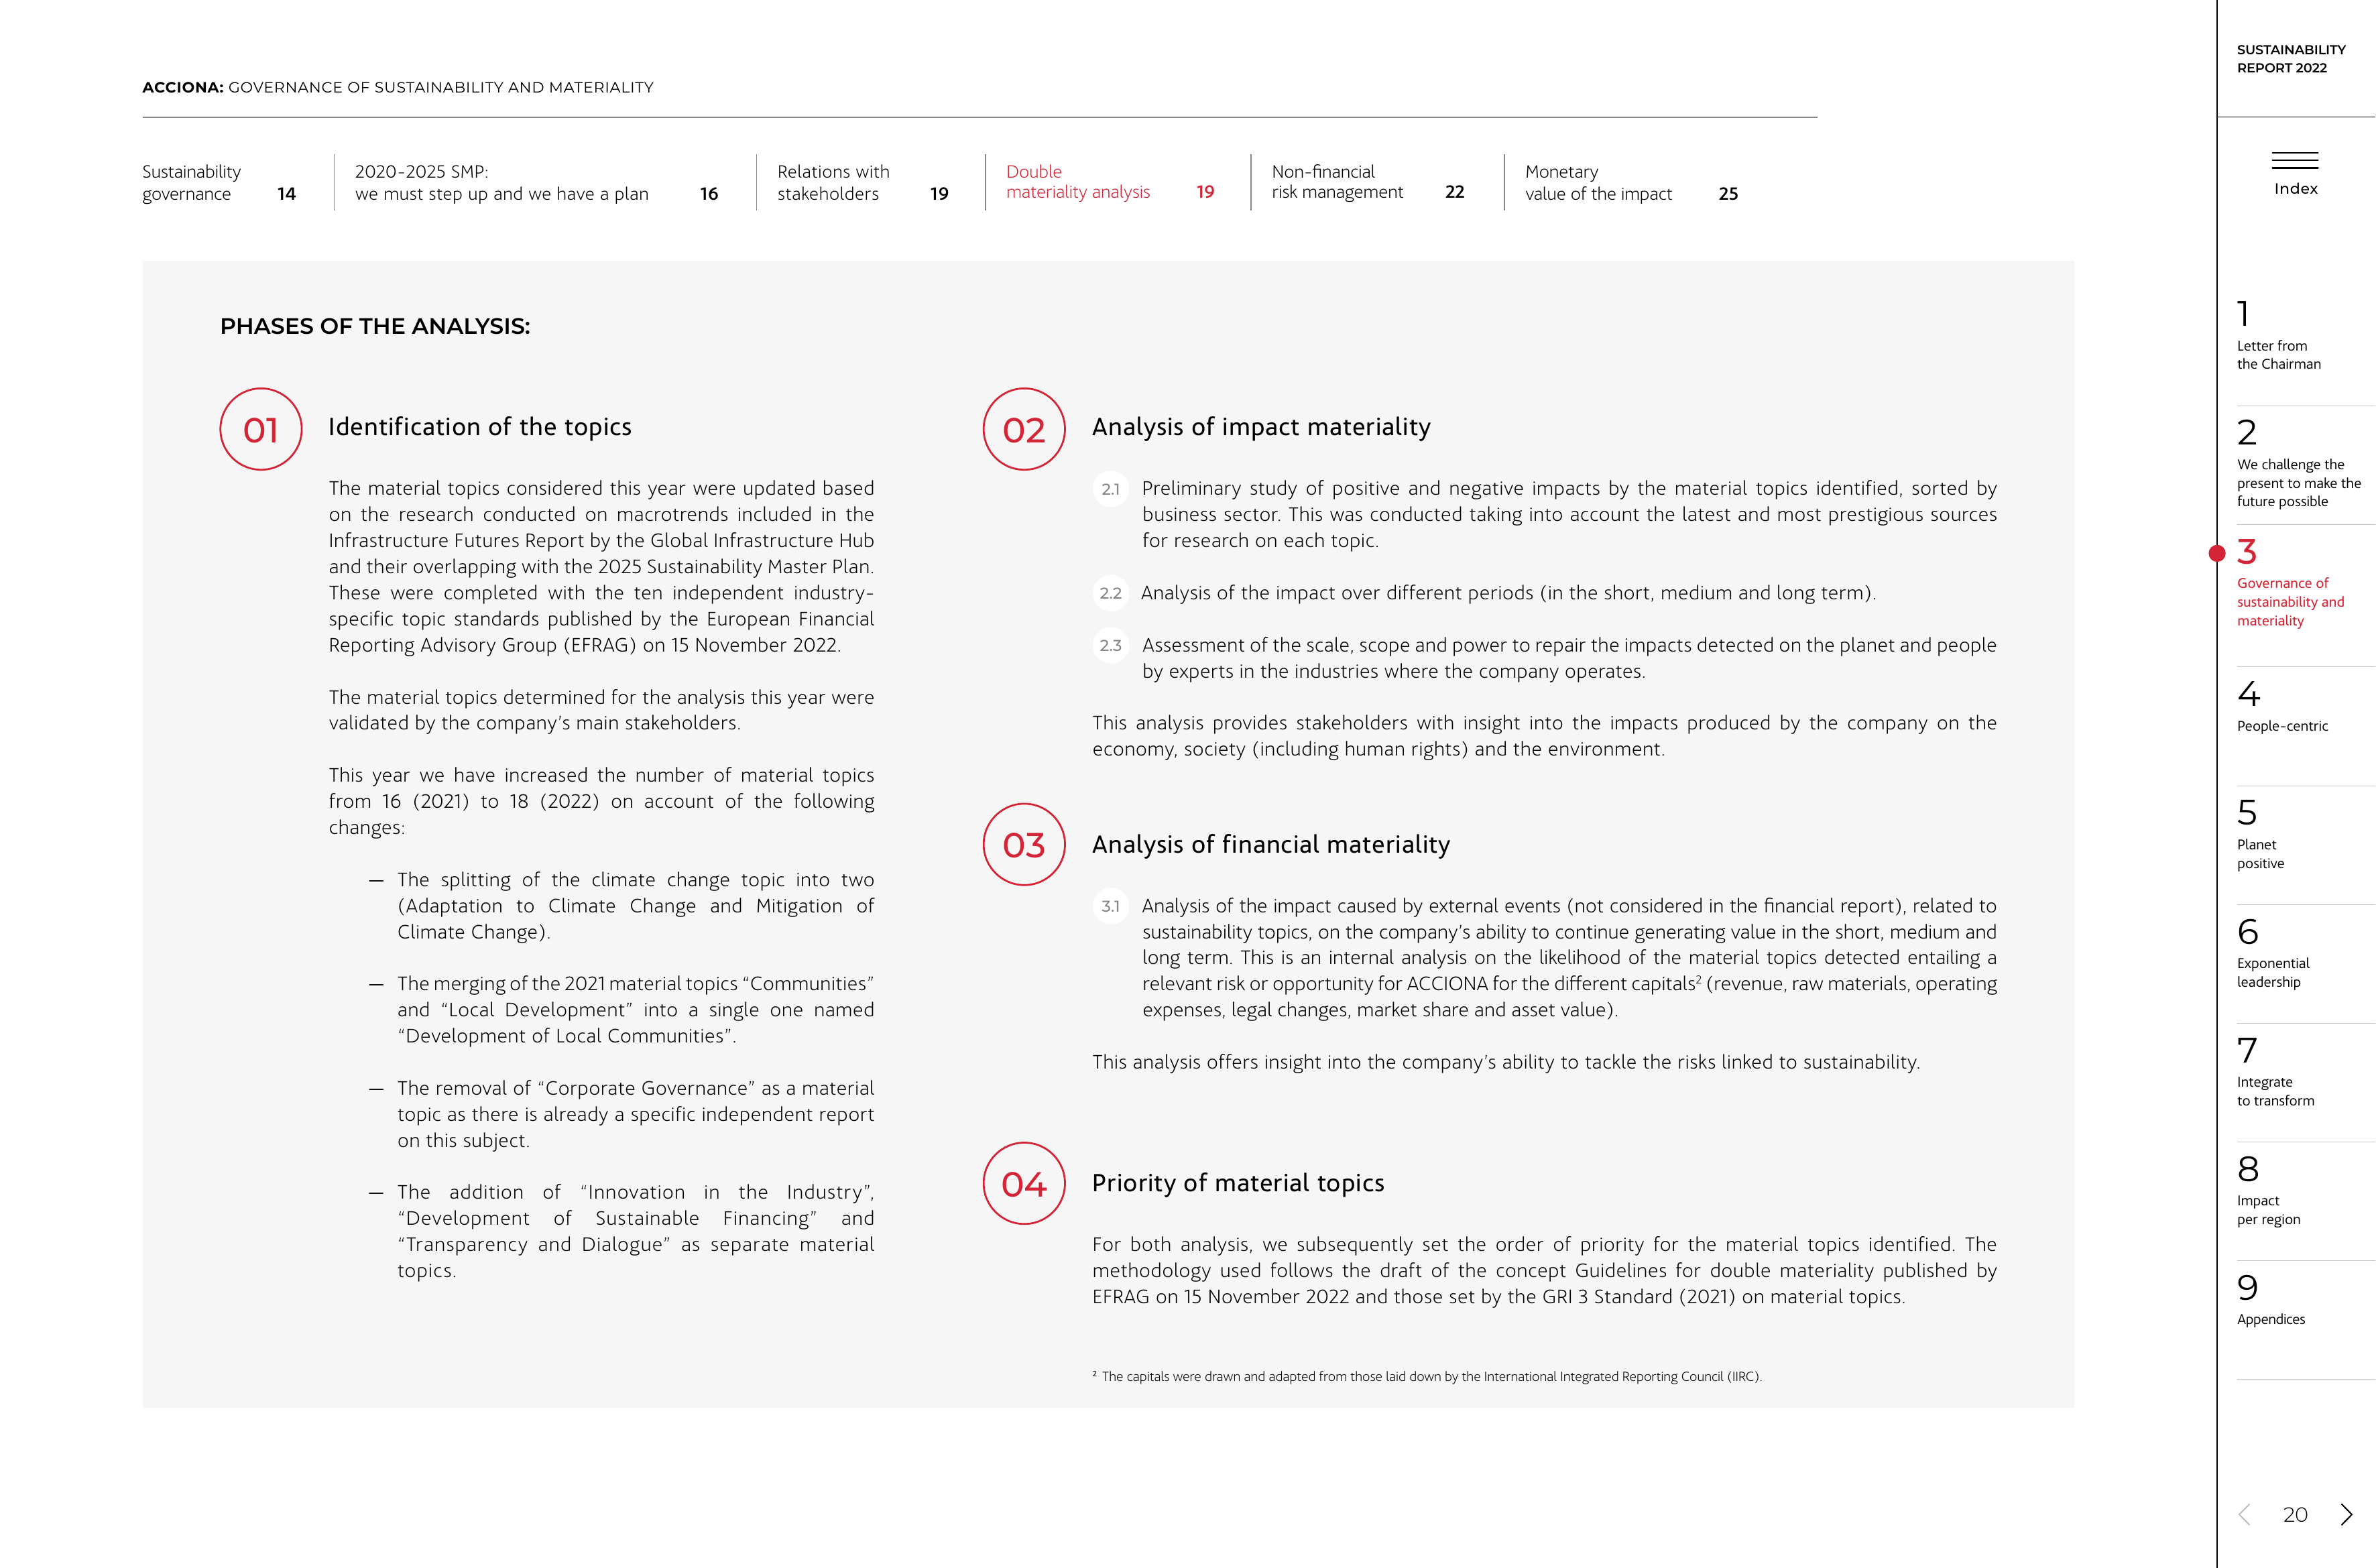 ACCIONA: GOVERNANCE OF SUSTAINABILITY AND MATERIALITY
Sustainability
governance 14
2020-2025 SMP:
we must step up and we have a plan 16
Relations with
stakeholders 19
Double
materiality analysis 19
Non-financial
risk management 22
Monetary
value of the impact 25
PHASES OF THE ANALYSIS:
01 Identification of the topics
The material topics considered this year were updated based
on the research conducted on macrotrends included in the
Infrastructure Futures Report by the Global Infrastructure Hub
and their overlapping with the 2025 Sustainability Master Plan.
These were completed with the ten independent industry-
specific topic standards published by the European Financial
Reporting Advisory Group (EFRAG) on 15 November 2022.
The material topics determined for the analysis this year were
validated by the company’s main stakeholders.
This year we have increased the number of material topics
from 16 (2021) to 18 (2022) on account of the following
changes:
— The splitting of the climate change topic into two
(Adaptation to Climate Change and Mitigation of
Climate Change).
— The merging of the 2021 material topics “Communities”
and “Local Development” into a single one named
“Development of Local Communities”.
— The removal of “Corporate Governance” as a material
topic as there is already a specific independent report
on this subject.
— The addition of “Innovation in the Industry”,
“Development of Sustainable Financing” and
“Transparency and Dialogue” as separate material
topics.
02 Analysis of impact materiality
2.1 Preliminary study of positive and negative impacts by the material topics identified, sorted by
business sector. This was conducted taking into account the latest and most prestigious sources
for research on each topic.
2.2 Analysis of the impact over different periods (in the short, medium and long term).
2.3 Assessment of the scale, scope and power to repair the impacts detected on the planet and people
by experts in the industries where the company operates.
This analysis provides stakeholders with insight into the impacts produced by the company on the
economy, society (including human rights) and the environment.
03 Analysis of financial materiality
3.1 Analysis of the impact caused by external events (not considered in the financial report), related to
sustainability topics, on the company’s ability to continue generating value in the short, medium and
long term. This is an internal analysis on the likelihood of the material topics detected entailing a
relevant risk or opportunity for ACCIONA for the different capitals² (revenue, raw materials, operating
expenses, legal changes, market share and asset value).
This analysis offers insight into the company’s ability to tackle the risks linked to sustainability.
04 Priority of material topics
For both analysis, we subsequently set the order of priority for the material topics identified. The
methodology used follows the draft of the concept Guidelines for double materiality published by
EFRAG on 15 November 2022 and those set by the GRI 3 Standard (2021) on material topics.
² The capitals were drawn and adapted from those laid down by the International Integrated Reporting Council (IIRC).
SUSTAINABILITY
REPORT 2022
Index
1
Letter from
the Chairman
2
We challenge the
present to make the
future possible
3
Governance of
sustainability and
materiality
4
People-centric
5
Planet
positive
6
Exponential
leadership
7
Integrate
to transform
8
Impact
per region
9
Appendices
20